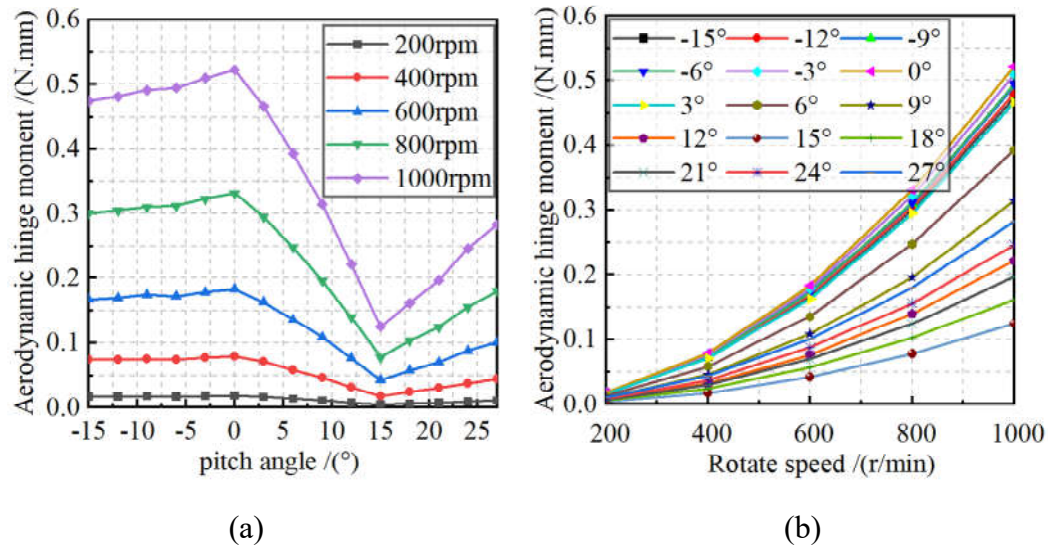 Aerodynamic hinge moment /(N.mm)
0.6
0.5
0.4
0.3
0.2
0.1
0.0
200rpm
400rpm
600rpm
800rpm
1000rpm
-15 -10 -5 0 5 10 15 20 25
pitch angle /(°)
(a)
Aerodynamic hinge moment /(N.mm)
0.6
0.5
0.4
0.3
0.2
0.1
0.0
-15° -12° -9°
-6° -3° 0°
3° 6° 9°
12° 15° 18°
21° 24° 27°
200 400 600 800 1000
Rotate speed /(r/min)
(b)